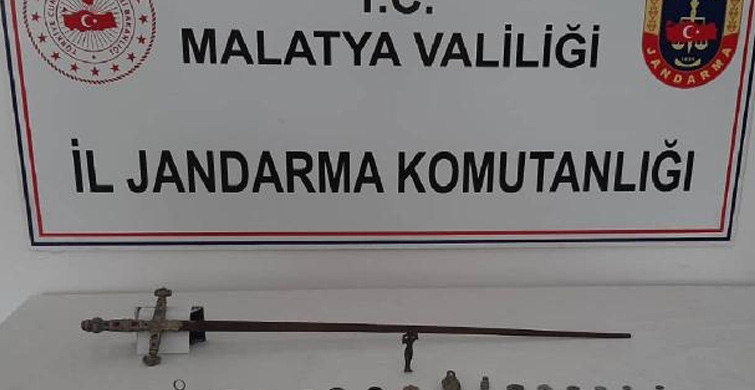 T.C.
MALATYA VALİLİĞİ
JANDARMA
İL JANDARMA KOMUTANLIĞI